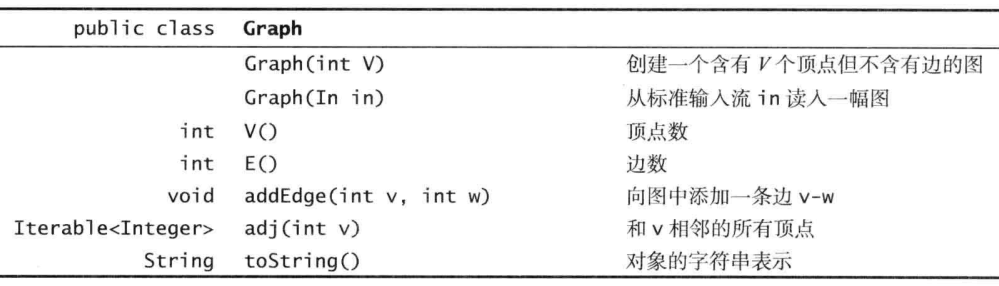 public class Graph
Graph(int V) 创建一个含有 V 个顶点但不含有边的图
Graph(In in) 从标准输入流 in 读入一幅图
int V() 顶点数
int E() 边数
void addEdge(int v, int w) 向图中添加一条边 v-w
Iterable<Integer> adj(int v) 和 v 相邻的所有顶点
String toString() 对象的字符串表示